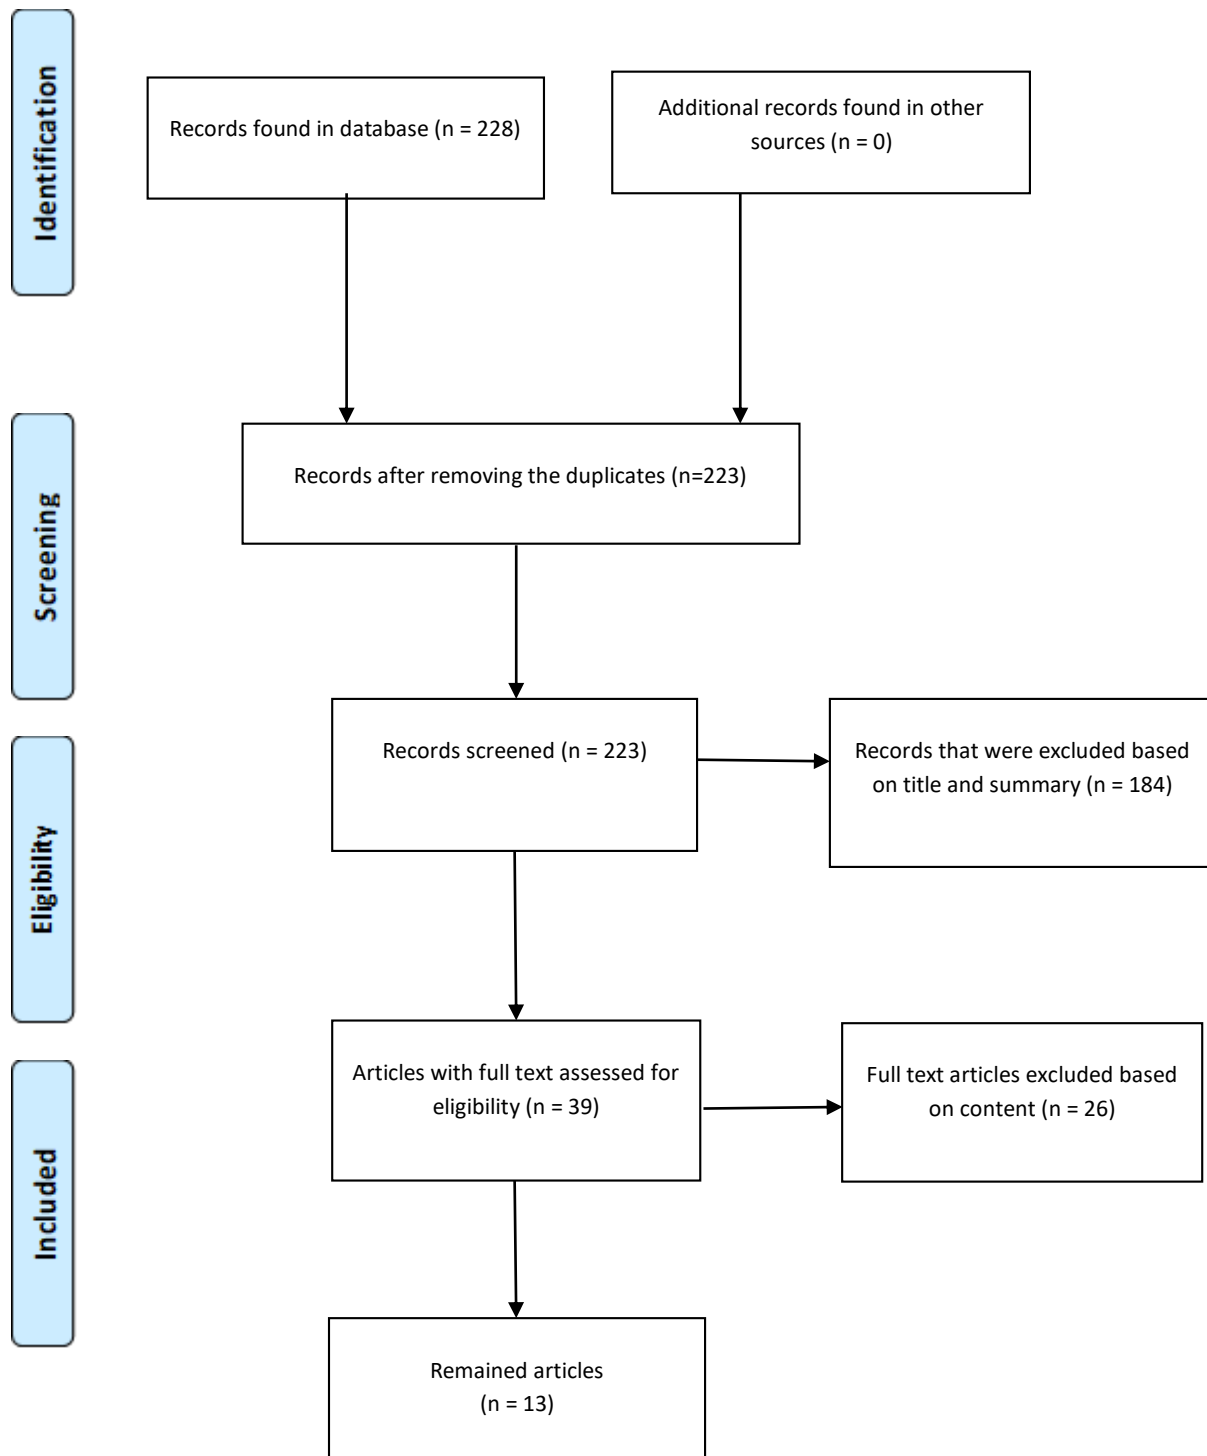 Identification
Records found in database (n = 228)
Additional records found in other
sources (n = 0)
Screening
Records after removing the duplicates (n=223)
Records screened (n = 223)
Records that were excluded based
on title and summary (n = 184)
Eligibility
Articles with full text assessed for
eligibility (n = 39)
Full text articles excluded based
on content (n = 26)
Included
Remained articles
(n = 13)